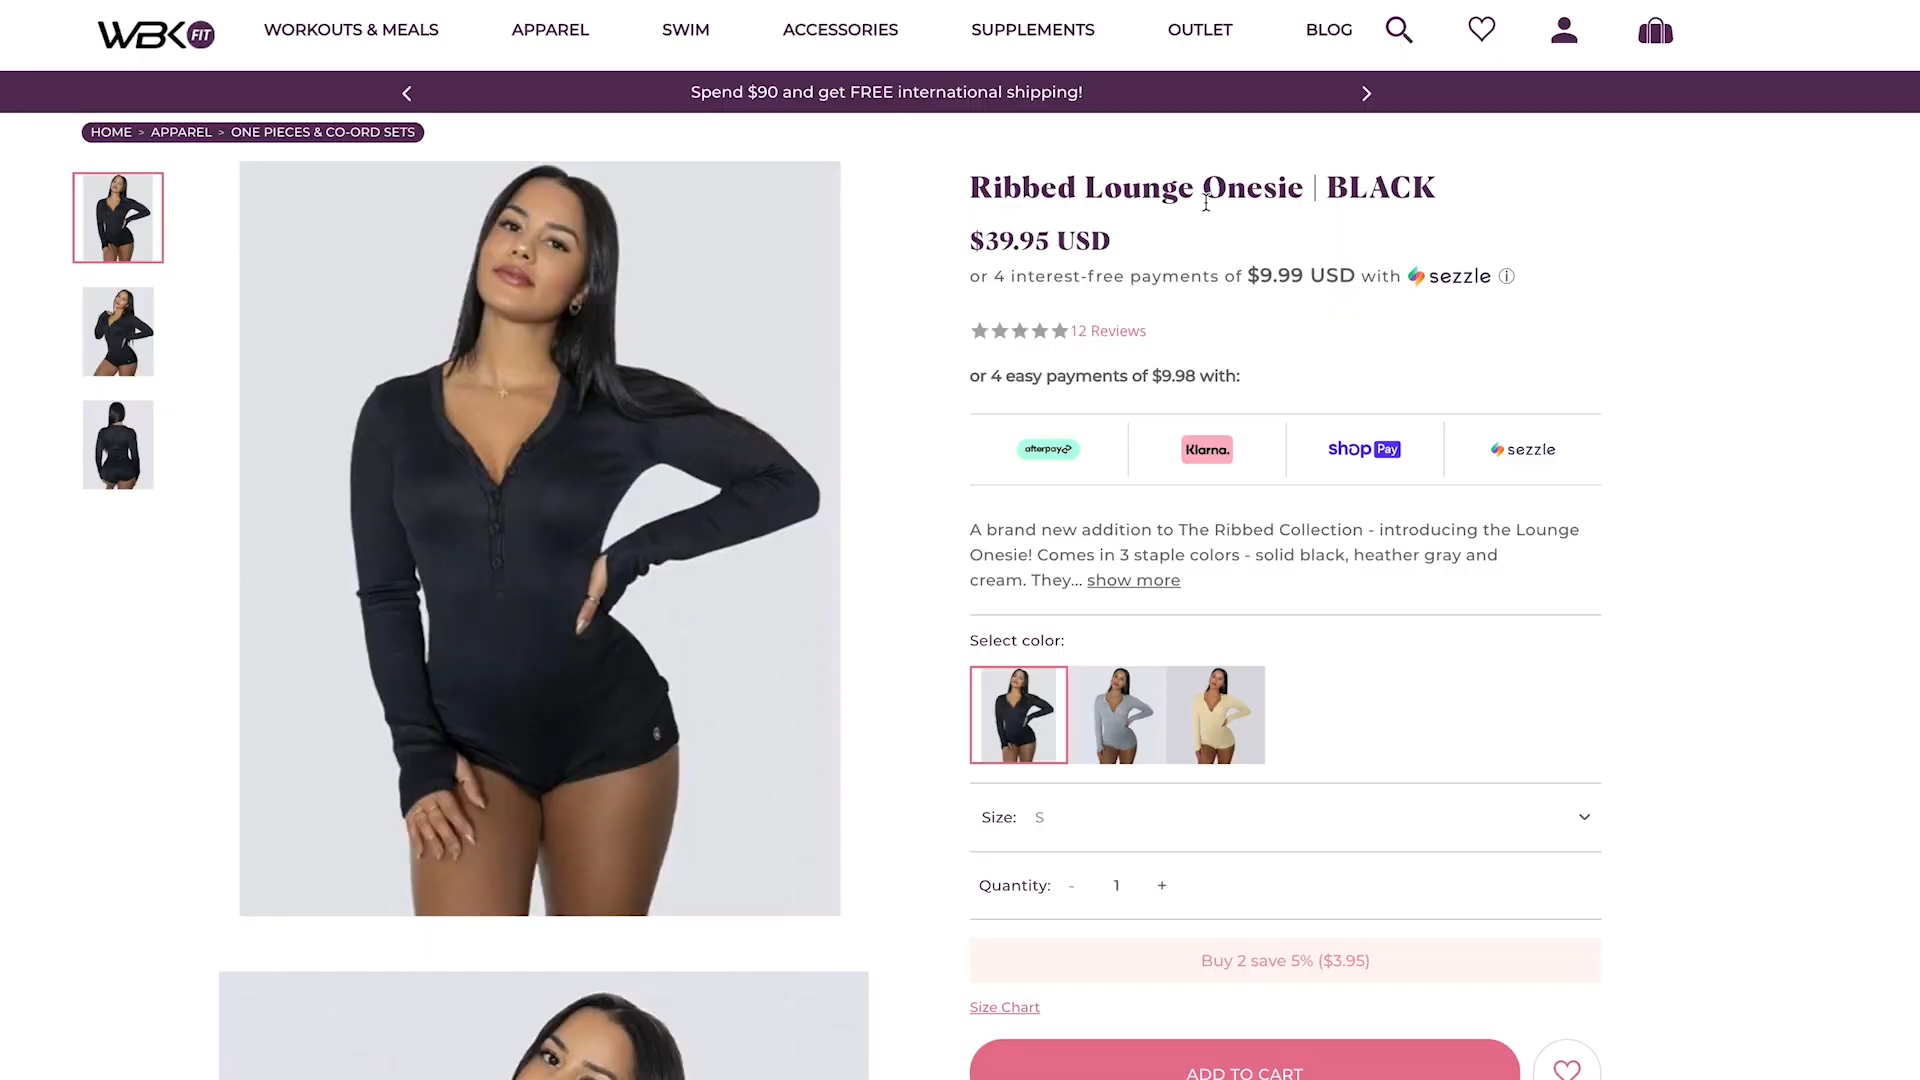 WBK FIT
WORKOUTS & MEALS
APPAREL
SWIM
ACCESSORIES
SUPPLEMENTS
OUTLET
BLOG
Spend $90 and get FREE international shipping!
HOME > APPAREL > ONE PIECES & CO-ORD SETS
Ribbed Lounge Onesie | BLACK
$39.95 USD
or 4 interest-free payments of $9.99 USD with sezzle
12 Reviews
or 4 easy payments of $9.98 with:
afterpay
Klarna.
shop Pay
sezzle
A brand new addition to The Ribbed Collection - introducing the Lounge
Onesie! Comes in 3 staple colors - solid black, heather gray and
cream. They... show more
Select color:
Size: S
Quantity: - 1 +
Buy 2 save 5% ($3.95)
Size Chart
ADD TO CART